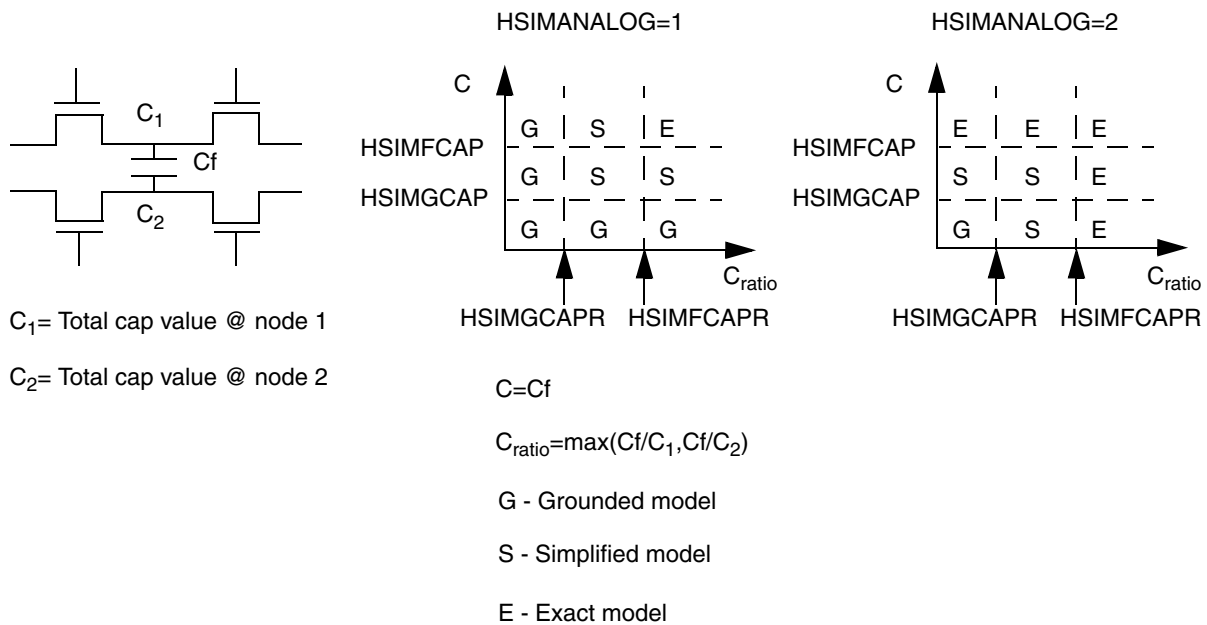 HSIMANALOG=1
HSIMANALOG=2
C1
Cf
C2
C1= Total cap value @ node 1
C2= Total cap value @ node 2
C
HSIMFCAP
HSIMGCAP
G S E
G S S
G G G
Cratio
HSIMGCAPR HSIMFCAPR
C
HSIMFCAP
HSIMGCAP
E E E
S S E
G S E
Cratio
HSIMGCAPR HSIMFCAPR
C=Cf
Cratio=max(Cf/C1,Cf/C2)
G - Grounded model
S - Simplified model
E - Exact model